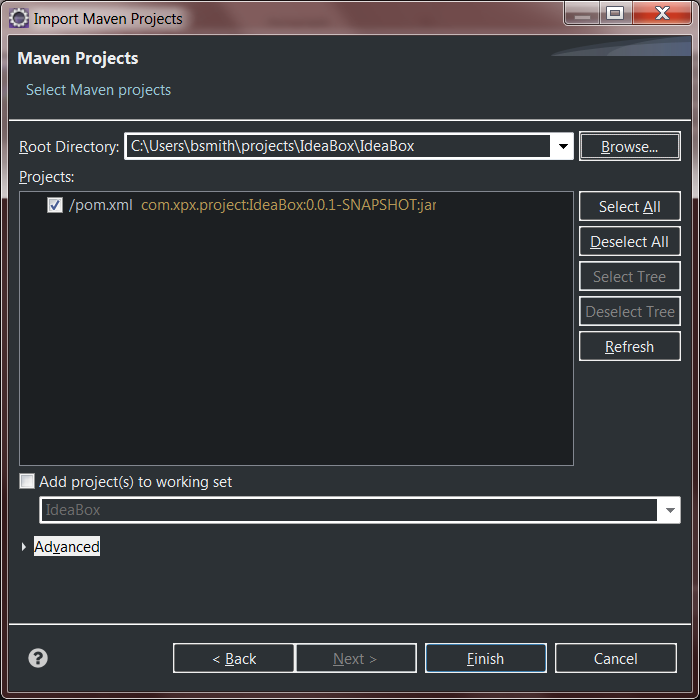 Import Maven Projects
Maven Projects
Select Maven projects
Root Directory: C:\Users\bsmith\projects\IdeaBox\IdeaBox Browse...
Projects:
/pom.xml com.xpx.project:IdeaBox:0.0.1-SNAPSHOT:jar
Select All
Deselect All
Select Tree
Deselect Tree
Refresh
Add project(s) to working set
IdeaBox
Advanced
< Back Next > Finish Cancel